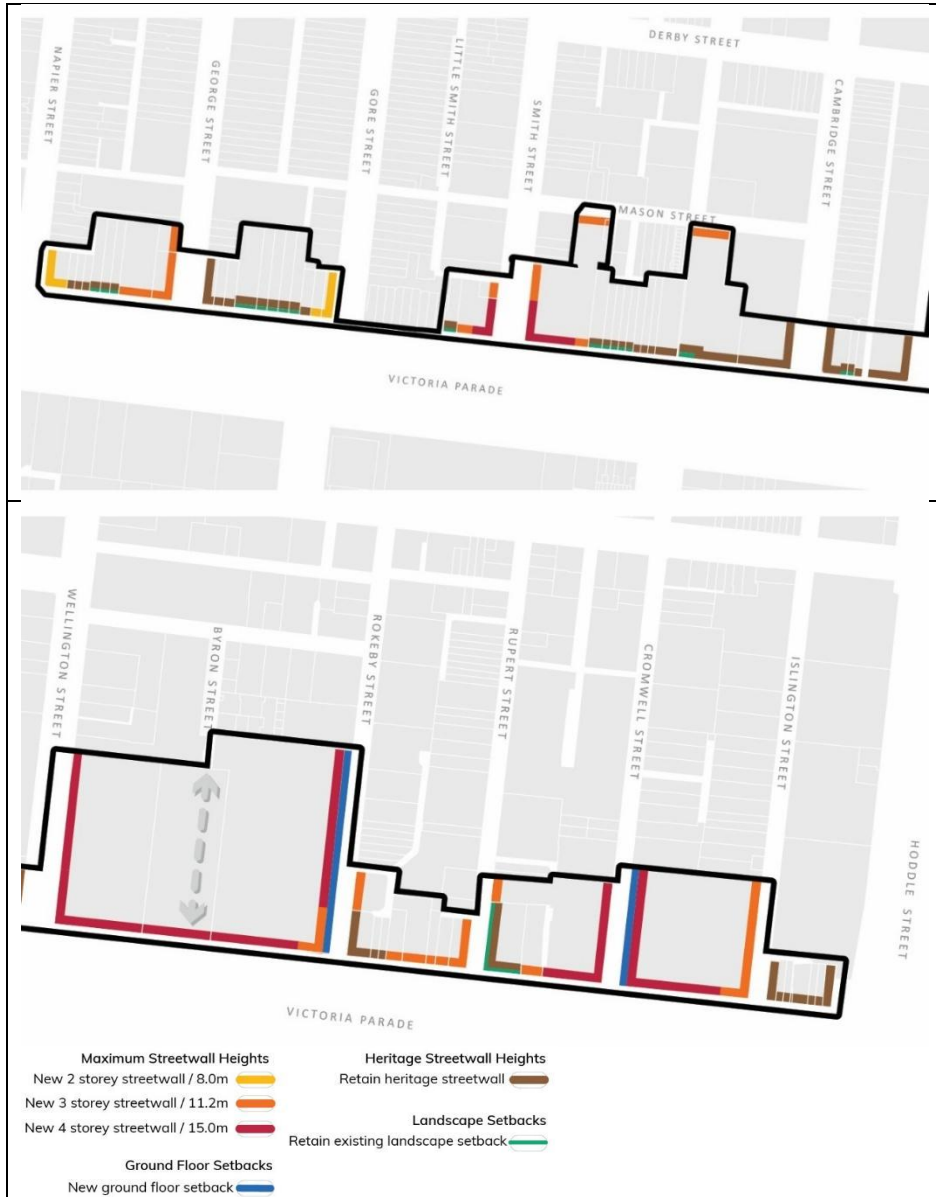 DERBY STREET
NAPIER STREET
GEORGE STREET
GORE STREET
LITTLE SMITH STREET
SMITH STREET
CAMBRIDGE STREET
MASON STREET
VICTORIA PARADE
WELLINGTON STREET
BYRON STREET
ROKEBY STREET
RUPERT STREET
CROMWELL STREET
ISLINGTON STREET
HODDLE STREET
VICTORIA PARADE
Maximum Streetwall Heights
New 2 storey streetwall / 8.0m
New 3 storey streetwall / 11.2m
New 4 storey streetwall / 15.0m
Ground Floor Setbacks
New ground floor setback
Heritage Streetwall Heights
Retain heritage streetwall
Landscape Setbacks
Retain existing landscape setback